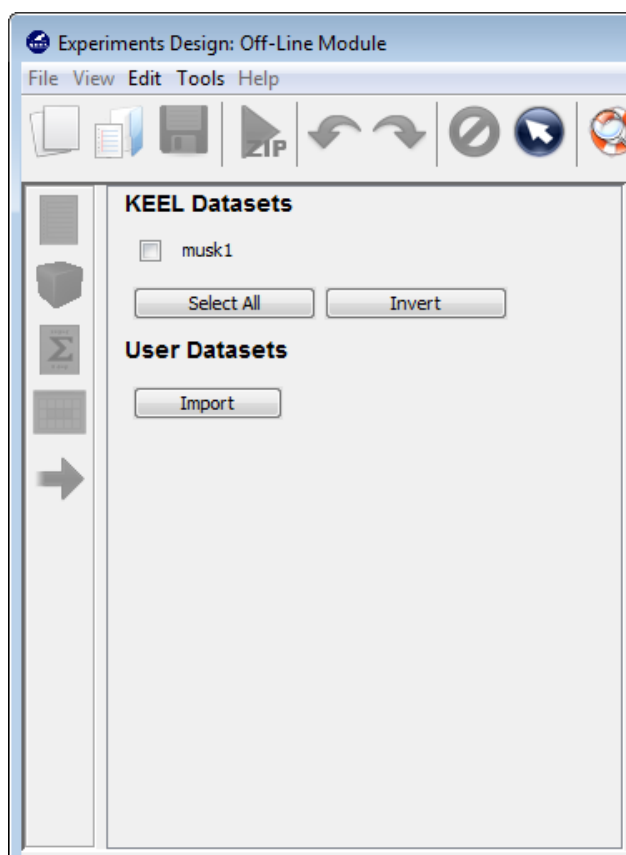 Experiments Design: Off-Line Module
File View Edit Tools Help
ZIP
KEEL Datasets
musk1
Select All Invert
User Datasets
Σ
Import